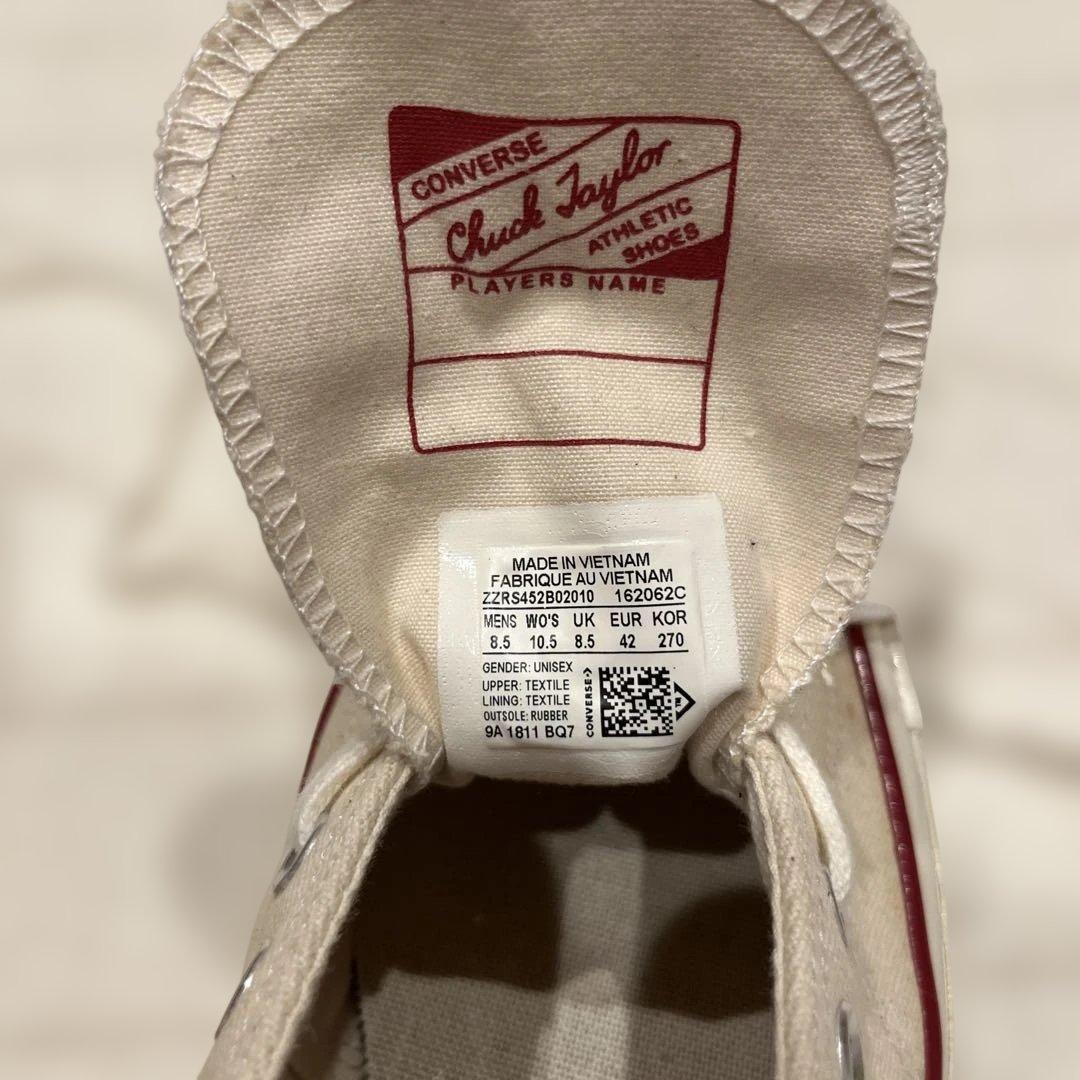 CONVERSE
Chuck Taylor
ATHLETIC
SHOES
PLAYERS NAME
MADE IN VIETNAM
FABRIQUE AU VIETNAM
ZZRS452B02010 162062C
MENS WO'S UK EUR KOR
8.5 10.5 8.5 42 270
GENDER: UNISEX
UPPER: TEXTILE
LINING: TEXTILE
OUTSOLE: RUBBER
9A 1811 BQ7
CONVERSE
TM